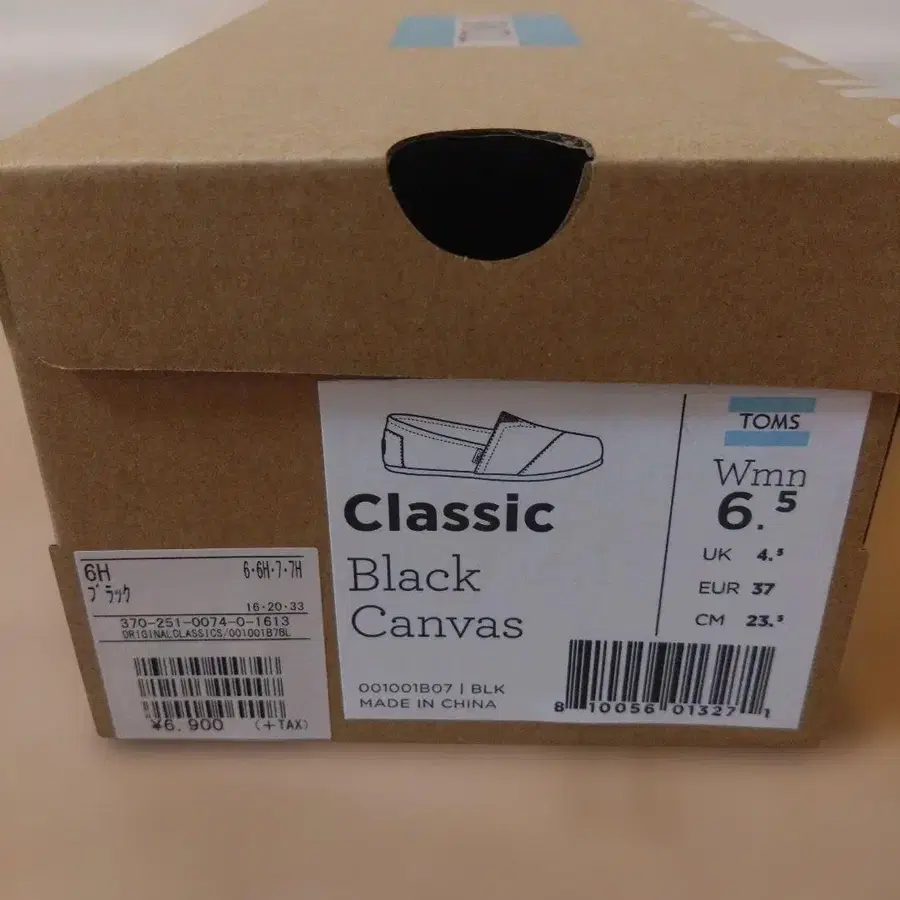 Classic
Black
Canvas
001001B07 | BLK
MADE IN CHINA
TOMS
Wmn
6.5
UK 4.5
EUR 37
CM 23.5
8 10056 01327 1
6H 6·6H·7·7H
ブラック
16·20·33
370-251-0074-0-1613
ORIGINALCLASSICS/001001B7BL
¥6,900 (+TAX)